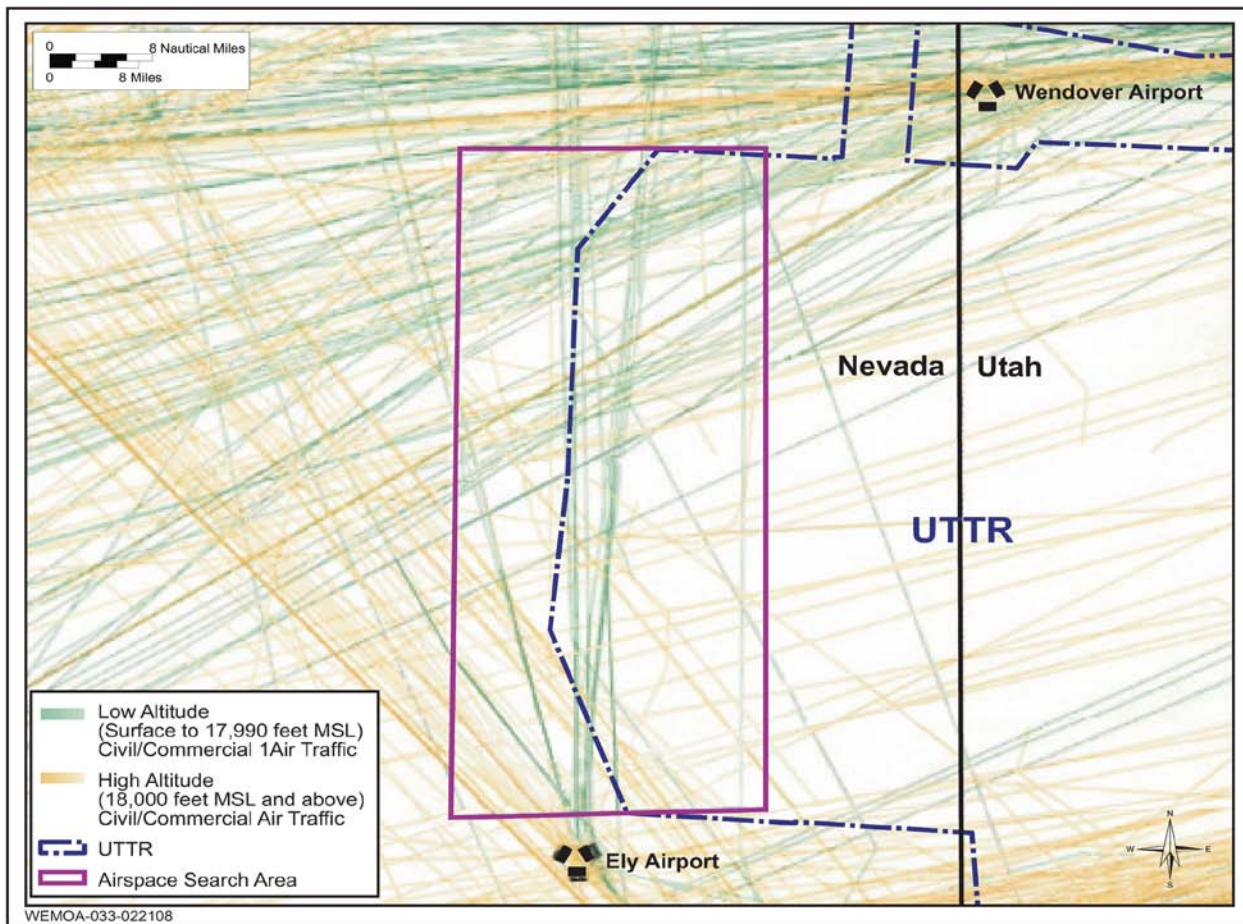 0 8 Nautical Miles
0 8 Miles
Wendover Airport
Nevada Utah
UTTR
Low Altitude
(Surface to 17,990 feet MSL)
Civil/Commercial 1Air Traffic
High Altitude
(18,000 feet MSL and above)
Civil/Commercial Air Traffic
UTTR
Airspace Search Area
Ely Airport
N
W E
S
WEMOA-033-022108